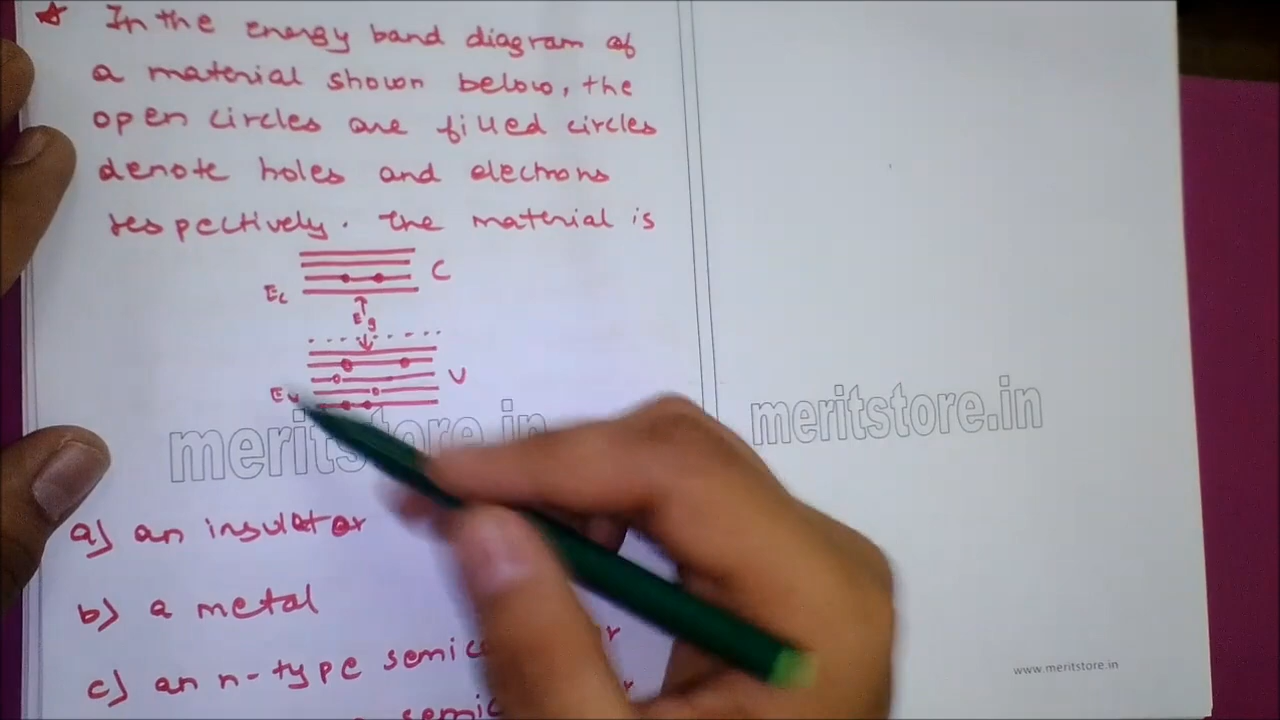 In the energy band diagram of
a material shown below, the
open circles are filled circles
denote holes and electrons
respectively. The material is
C
Ec
Eg
V
Ev
meritstore.in
meritstore.in
a) an insulator
b) a metal
c) an n-type
www.meritstore.in